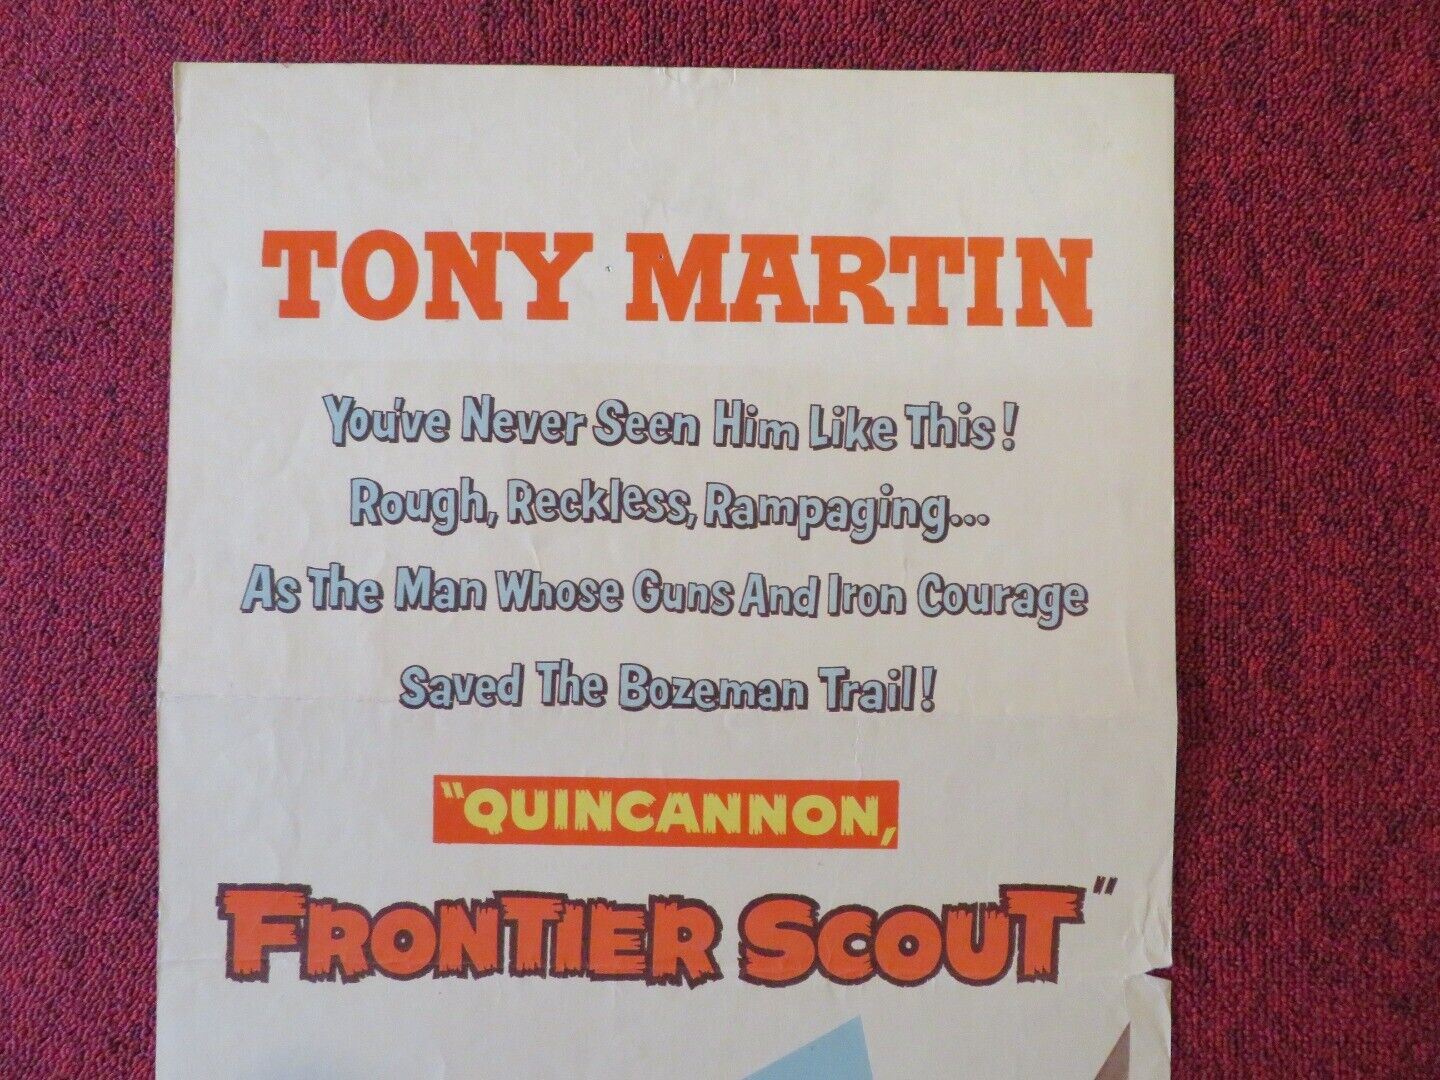 TONY MARTIN
You've Never Seen Him Like This!
Rough, Reckless, Rampaging...
As The Man Whose Guns And Iron Courage
Saved The Bozeman Trail!
"QUINCANNON,
FRONTIER SCOUT"